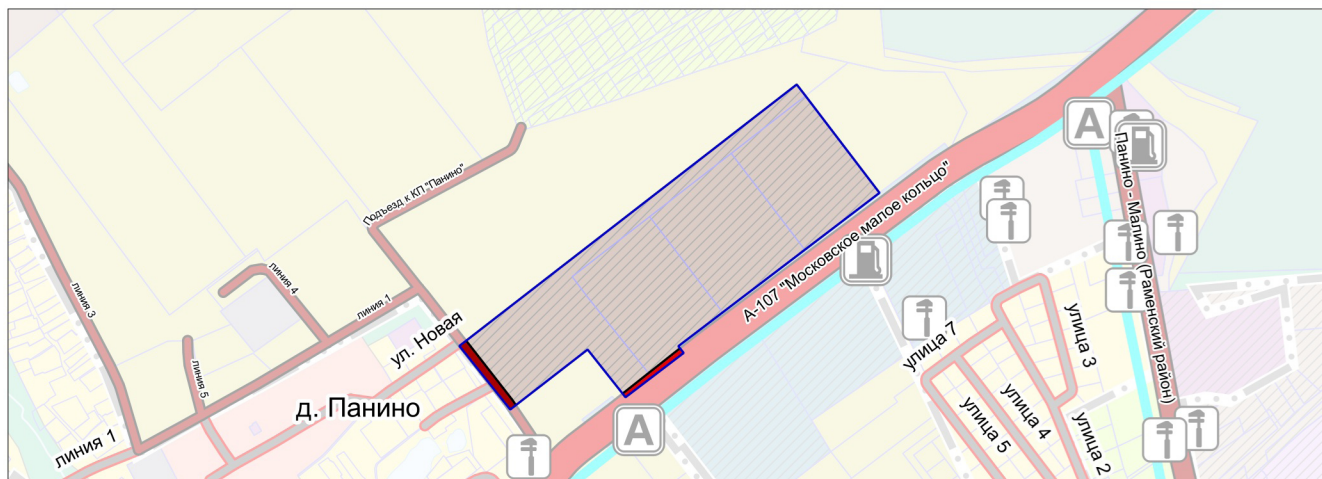 A
Подъезд к КП "Панино"
А-107 "Московское малое кольцо"
Панино - Малино (Раменский район)
линия 3
линия 4
линия 1
ул. Новая
линия 5
улица 7
улица 3
д. Панино
A
линия 1
улица 5
улица 4
улица 2